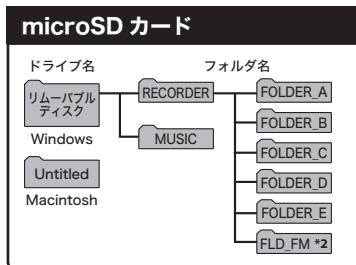 microSD カード
ドライブ名
フォルダ名
リムーバブル
ディスク
Windows
Untitled
Macintosh
RECORDER
MUSIC
FOLDER_A
FOLDER_B
FOLDER_C
FOLDER_D
FOLDER_E
FLD_FM *2